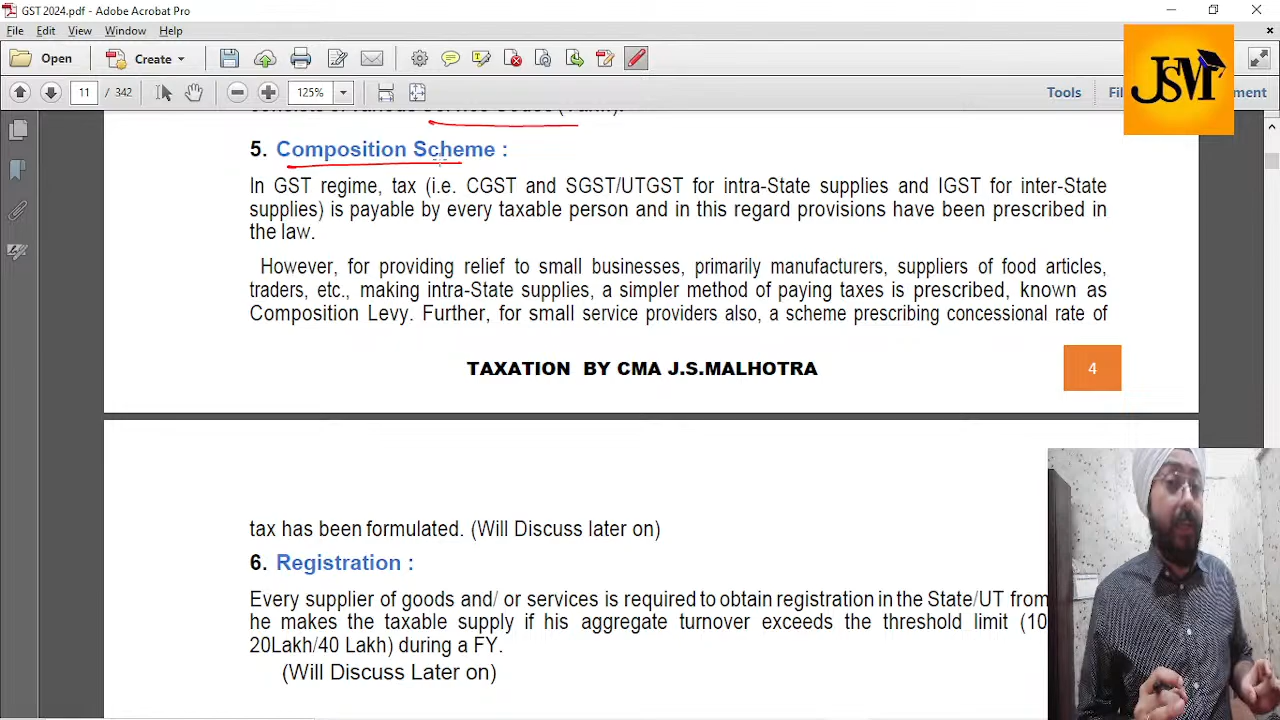 GST 2024.pdf - Adobe Acrobat Pro
File Edit View Window Help
Open Create
11 / 342 125% Tools
5. Composition Scheme :
In GST regime, tax (i.e. CGST and SGST/UTGST for intra-State supplies and IGST for inter-State
supplies) is payable by every taxable person and in this regard provisions have been prescribed in
the law.
However, for providing relief to small businesses, primarily manufacturers, suppliers of food articles,
traders, etc., making intra-State supplies, a simpler method of paying taxes is prescribed, known as
Composition Levy. Further, for small service providers also, a scheme prescribing concessional rate of
TAXATION BY CMA J.S.MALHOTRA
4
tax has been formulated. (Will Discuss later on)
6. Registration :
Every supplier of goods and/ or services is required to obtain registration in the State/UT from
he makes the taxable supply if his aggregate turnover exceeds the threshold limit (10
20Lakh/40 Lakh) during a FY.
(Will Discuss Later on)
JSM